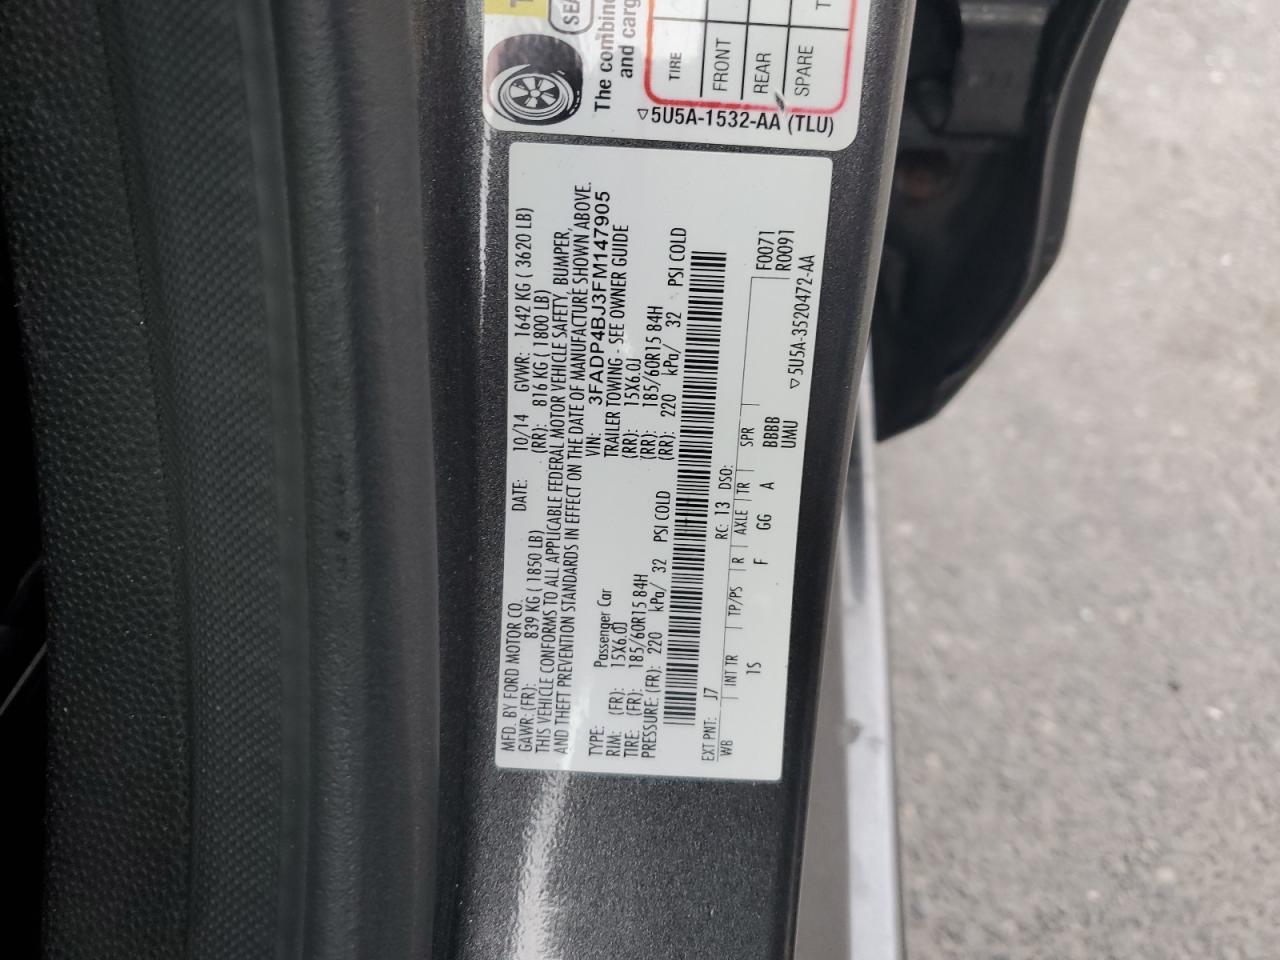 SEA
The combine
and carg
TIRE
FRONT
REAR
SPARE
5U5A-1532-AA (TLU)
MFD. BY FORD MOTOR CO. DATE: 10/14 GVWR: 1642 KG ( 3620 LB)
GAWR: (FR): 839 KG ( 1850 LB) (RR): 816 KG ( 1800 LB)
THIS VEHICLE CONFORMS TO ALL APPLICABLE FEDERAL MOTOR VEHICLE SAFETY, BUMPER,
AND THEFT PREVENTION STANDARDS IN EFFECT ON THE DATE OF MANUFACTURE SHOWN ABOVE.
VIN: 3FADP4BJ3FM147905
TYPE: Passenger Car TRAILER TOWING - SEE OWNER GUIDE
RIM: (FR): 15X6.0J (RR): 15X6.0J
TIRE: (FR): 185/60R15 84H (RR): 185/60R15 84H
PRESSURE: (FR): 220 kPa/ 32 PSI COLD (RR): 220 kPa/ 32 PSI COLD
EXT PNT: J7 RC: 13 DSO: F0071
WB INT TR TP/PS R AXLE TR SPR R0091
1S F GG A BBBB 5U5A-3520472-AA
UMU